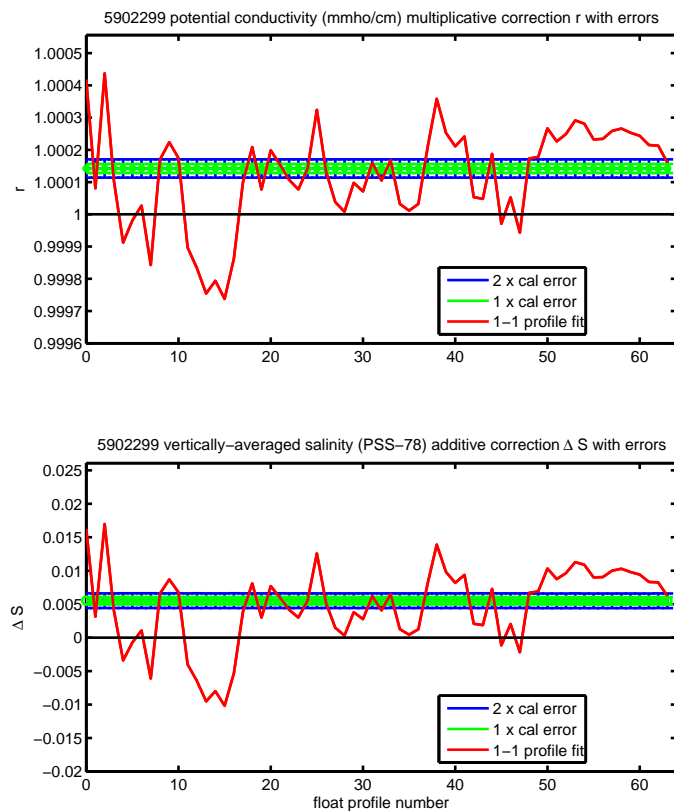 5902299 potential conductivity (mmho/cm) multiplicative correction r with errors
1.0005
1.0004
1.0003
1.0002
1.0001
1
0.9999
0.9998
0.9997
0.9996
r
0 10 20 30 40 50 60
2 x cal error
1 x cal error
1−1 profile fit
5902299 vertically−averaged salinity (PSS−78) additive correction Δ S with errors
0.025
0.02
0.015
0.01
0.005
0
−0.005
−0.01
−0.015
−0.02
Δ S
0 10 20 30 40 50 60
2 x cal error
1 x cal error
1−1 profile fit
float profile number